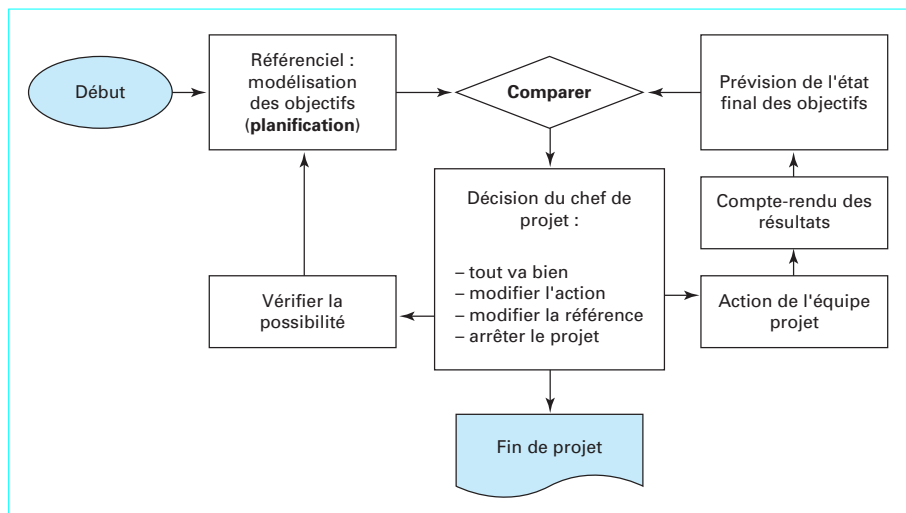 Début
Référenciel :
modélisation
des objectifs
(planification)
Comparer
Prévision de l'état
final des objectifs
Décision du chef de
projet :
– tout va bien
– modifier l'action
– modifier la référence
– arrêter le projet
Compte-rendu des
résultats
Vérifier la
possibilité
Action de l'équipe
projet
Fin de projet